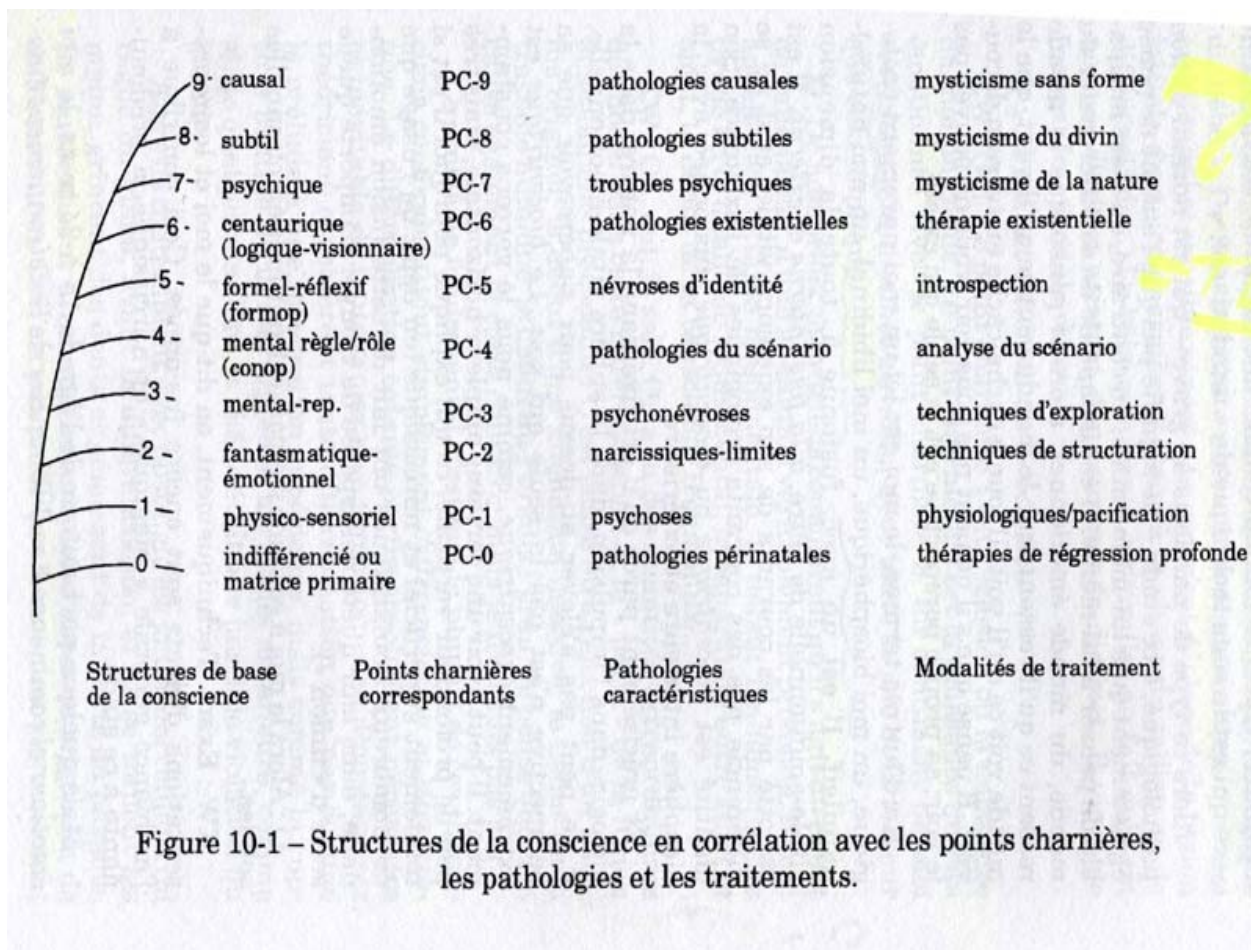 9- causal PC-9 pathologies causales mysticisme sans forme
8- subtil PC-8 pathologies subtiles mysticisme du divin
7- psychique PC-7 troubles psychiques mysticisme de la nature
6- centaurique PC-6 pathologies existentielles thérapie existentielle
(logique-visionnaire)
5- formel-réflexif PC-5 névroses d'identité introspection
(formop)
4- mental règle/rôle PC-4 pathologies du scénario analyse du scénario
(conop)
3- mental-rep. PC-3 psychonévroses techniques d'exploration
2- fantasmatique- PC-2 narcissiques-limites techniques de structuration
émotionnel
1- physico-sensoriel PC-1 psychoses physiologiques/pacification
0- indifférencié ou PC-0 pathologies périnatales thérapies de régression profonde
matrice primaire
Structures de base Points charnières Pathologies Modalités de traitement
de la conscience correspondants caractéristiques
Figure 10-1 – Structures de la conscience en corrélation avec les points charnières,
les pathologies et les traitements.